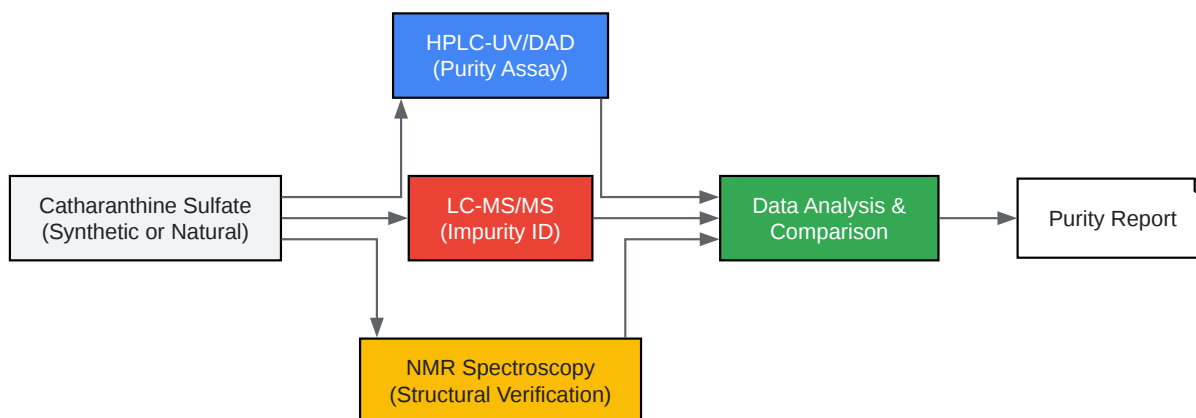 HPLC-UV/DAD
(Purity Assay)
Catharanthine Sulfate
(Synthetic or Natural)
LC-MS/MS
(Impurity ID)
Data Analysis &
Comparison
Purity Report
NMR Spectroscopy
(Structural Verification)